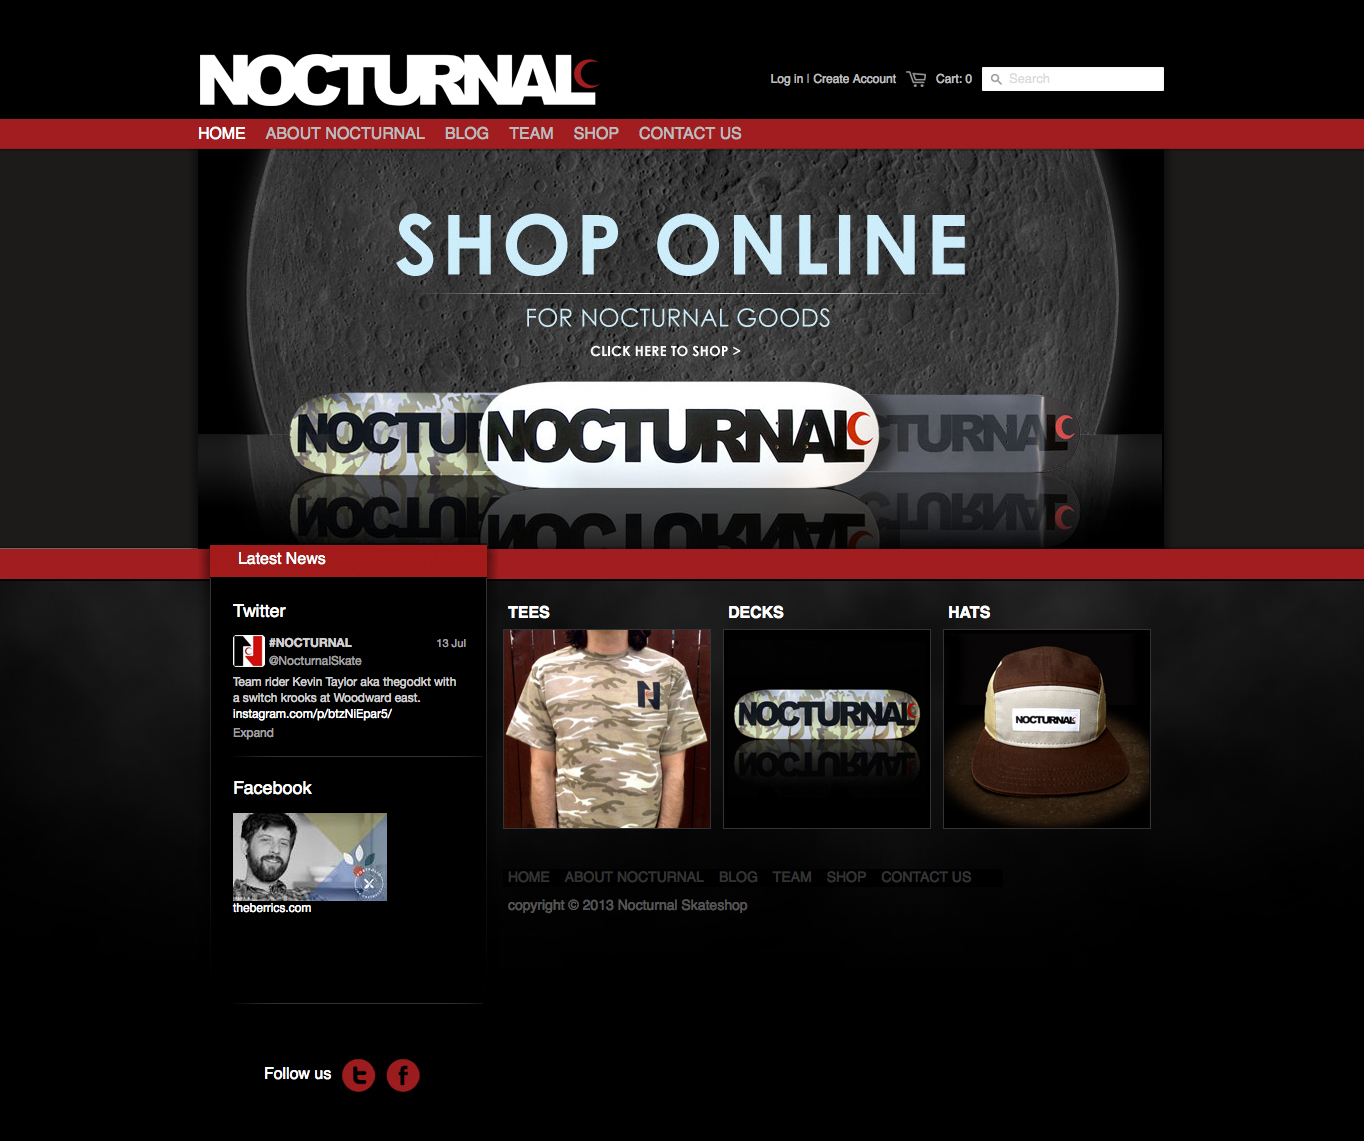 NOCTURNAL
Log in | Create Account
Cart: 0
Search
HOME ABOUT NOCTURNAL BLOG TEAM SHOP CONTACT US
SHOP ONLINE
FOR NOCTURNAL GOODS
CLICK HERE TO SHOP >
NOCTU NOCTURNAL CTURNAL
Latest News
Twitter
#NOCTURNAL 13 Jul
@NocturnalSkate
Team rider Kevin Taylor aka thegodkt with
a switch krooks at Woodward east.
instagram.com/p/btzNlEpar5/
Expand
Facebook
theberrics.com
TEES
DECKS
HATS
N
NOCTURNAL
NOCTURNAL
HOME ABOUT NOCTURNAL BLOG TEAM SHOP CONTACT US
copyright © 2013 Nocturnal Skateshop
Follow us